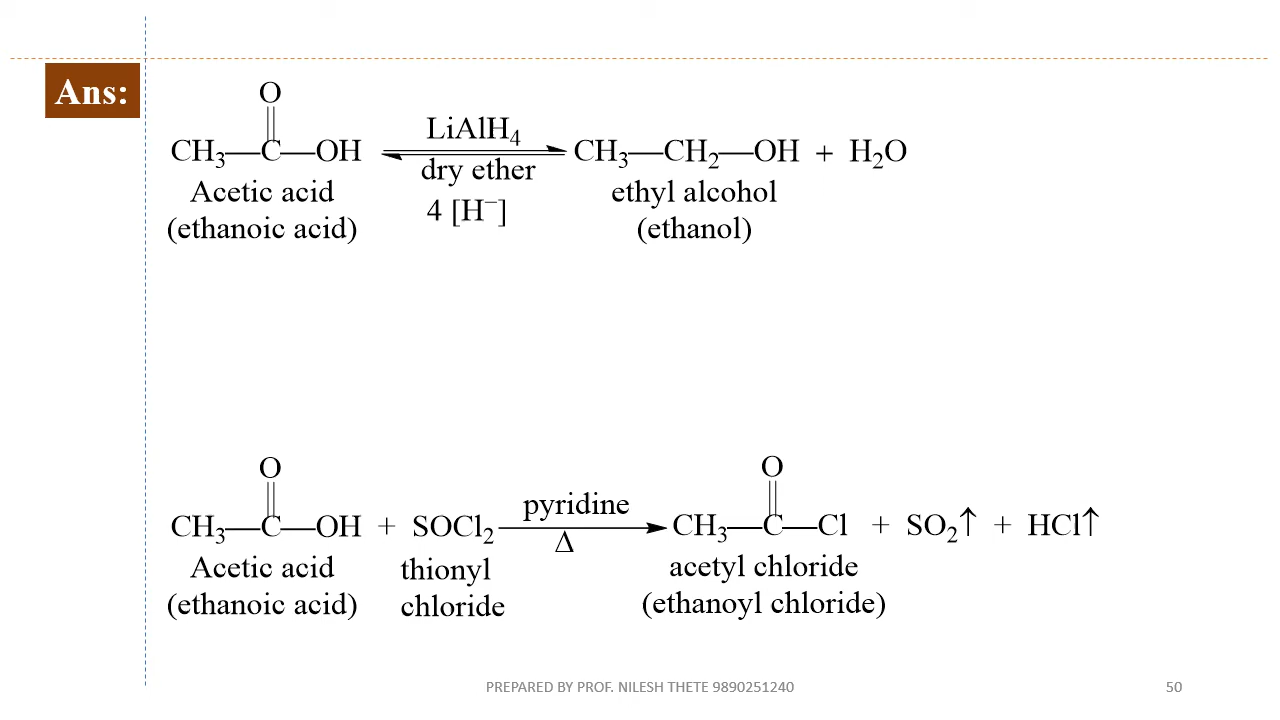 Ans:
O
LiAlH₄
CH₃—C—OH ⇌ CH₃—CH₂—OH + H₂O
dry ether
Acetic acid ethyl alcohol
4 [H⁻]
(ethanoic acid) (ethanol)
O O
pyridine
CH₃—C—OH + SOCl₂ → CH₃—C—Cl + SO₂↑ + HCl↑
Δ
Acetic acid thionyl acetyl chloride
(ethanoic acid) chloride (ethanoyl chloride)
PREPARED BY PROF. NILESH THETE 9890251240 50